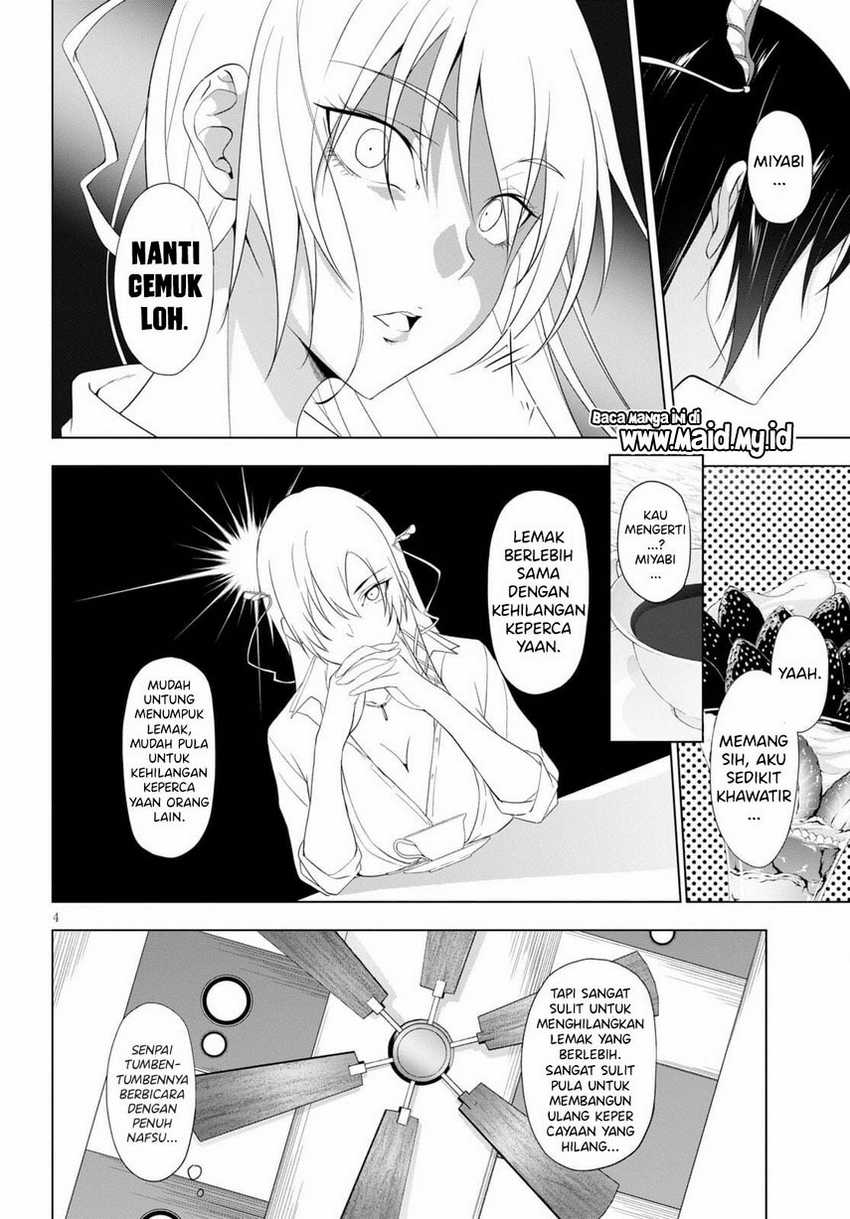 MIYABI
...
NANTI
GEMUK
LOH.
Baca Manga ini di
www.Maid.My.id
YAAH.
MEMANG
SIH, AKU
SEDIKIT
KHAWATIR
...
KAU
MENGERTI
...?
MIYABI
...
LEMAK
BERLEBIH
SAMA
DENGAN
KEHILANGAN
KEPERCA
YAAN.
MUDAH
UNTUNG
MENUMPUK
LEMAK,
MUDAH PULA
UNTUK
KEHILANGAN
KEPERCA
YAAN ORANG
LAIN.
4
TAPI SANGAT
SULIT UNTUK
MENGHILANGKAN
LEMAK YANG
BERLEBIH.
SANGAT SULIT
PULA UNTUK
MEMBANGUN
ULANG KEPER
CAYAAN YANG
HILANG...
SENPAI
TUMBEN-
TUMBENNYA
BERBICARA
DENGAN
PENUH
NAFSU...